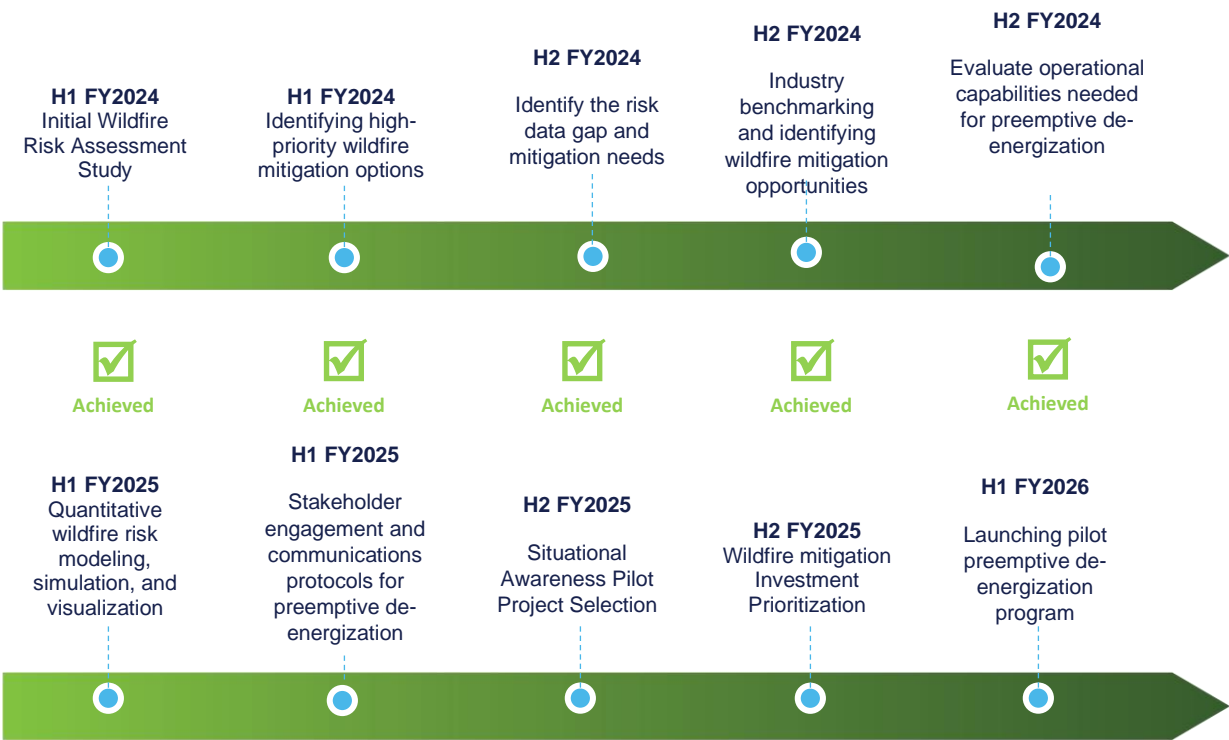 H1 FY2024
Initial Wildfire
Risk Assessment
Study
H1 FY2024
Identifying high-
priority wildfire
mitigation options
H2 FY2024
Identify the risk
data gap and
mitigation needs
H2 FY2024
Industry
benchmarking
and identifying
wildfire mitigation
opportunities
H2 FY2024
Evaluate operational
capabilities needed
for preemptive de-
energization
Achieved
Achieved
Achieved
Achieved
Achieved
H1 FY2025
Quantitative
wildfire risk
modeling,
simulation, and
visualization
H1 FY2025
Stakeholder
engagement and
communications
protocols for
preemptive de-
energization
H2 FY2025
Situational
Awareness Pilot
Project Selection
H2 FY2025
Wildfire mitigation
Investment
Prioritization
H1 FY2026
Launching pilot
preemptive de-
energization
program